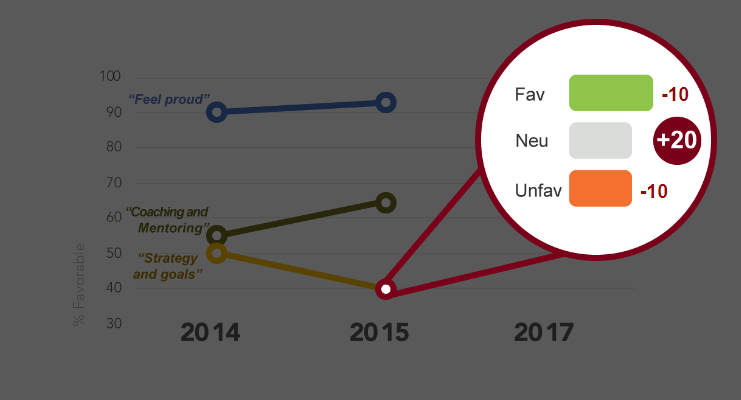 100
“Feel proud”
90
80
70
60
“Coaching and
Mentoring”
50
“Strategy
and goals”
40
30
% Favorable
2014
2015
2017
Fav
-10
Neu
+20
Unfav
-10